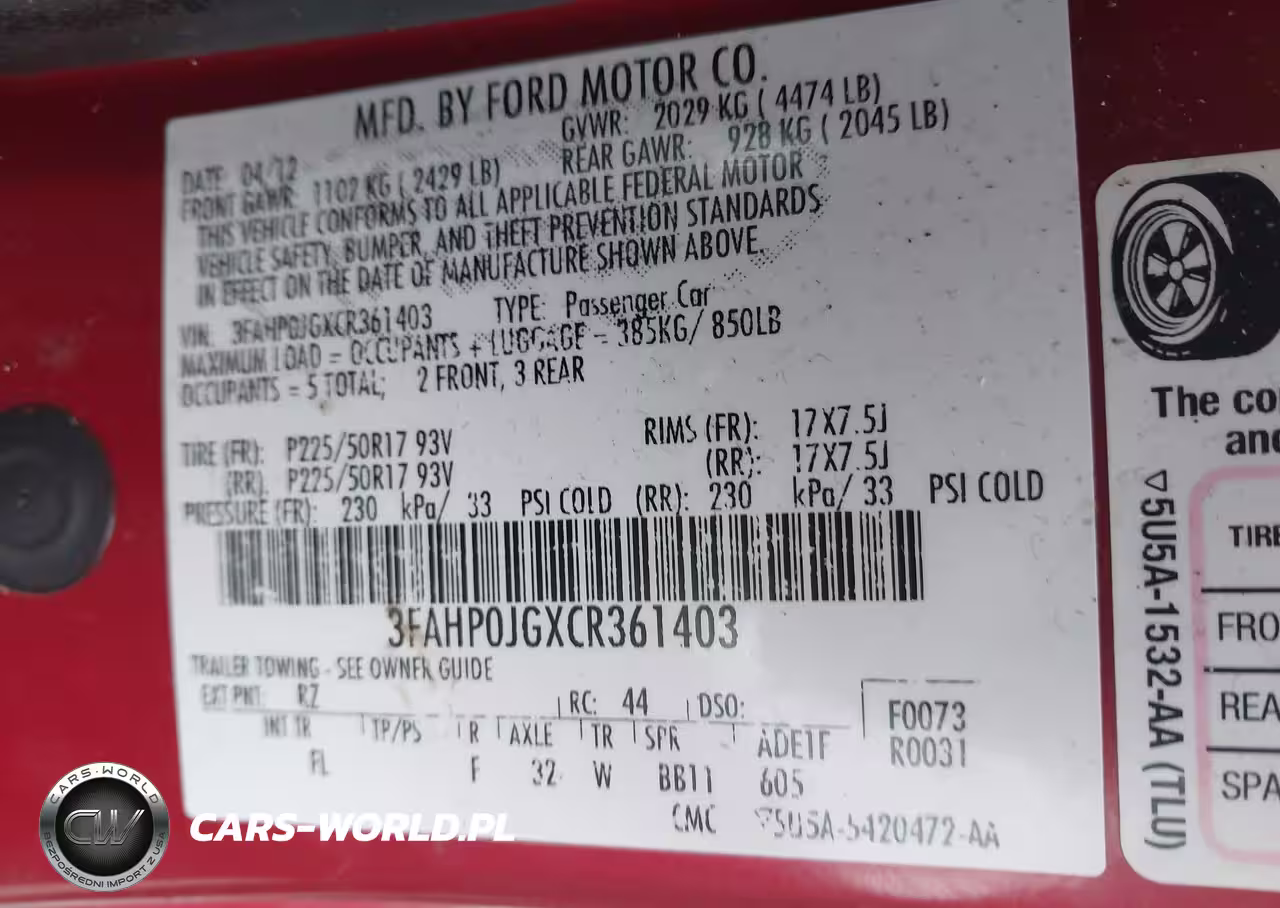 MFD. BY FORD MOTOR CO.
DATE: 04/12 GVWR: 2029 KG ( 4474 LB)
FRONT GAWR: 1102 KG ( 2429 LB) REAR GAWR: 928 KG ( 2045 LB)
THIS VEHICLE CONFORMS TO ALL APPLICABLE FEDERAL MOTOR
VEHICLE SAFETY, BUMPER, AND THEFT PREVENTION STANDARDS
IN EFFECT ON THE DATE OF MANUFACTURE SHOWN ABOVE.
VIN: 3FAHP0JGXCR361403 TYPE: Passenger Car
MAXIMUM LOAD = OCCUPANTS + LUGGAGE = 385KG/ 850LB
OCCUPANTS = 5 TOTAL; 2 FRONT, 3 REAR
TIRE (FR): P225/50R17 93V RIMS (FR): 17X7.5J
(RR): P225/50R17 93V (RR): 17X7.5J
PRESSURE (FR): 230 kPa/ 33 PSI COLD (RR): 230 kPa/ 33 PSI COLD
3FAHP0JGXCR361403
TRAILER TOWING - SEE OWNER GUIDE
EXT PNT: RZ RC: 44 DSO: F0073
INT TR TP/PS R AXLE TR SPR ADE1F R0031
FL F 32 W BB11 605
CMC ▽5U5A-5420472-AA
The co
and
▽5U5A-1532-AA (TLU)
TIRE
FRO
REA
SPA
CARS-WORLD
CW
BEZPOŚREDNI IMPORT Z USA
CARS-WORLD.PL